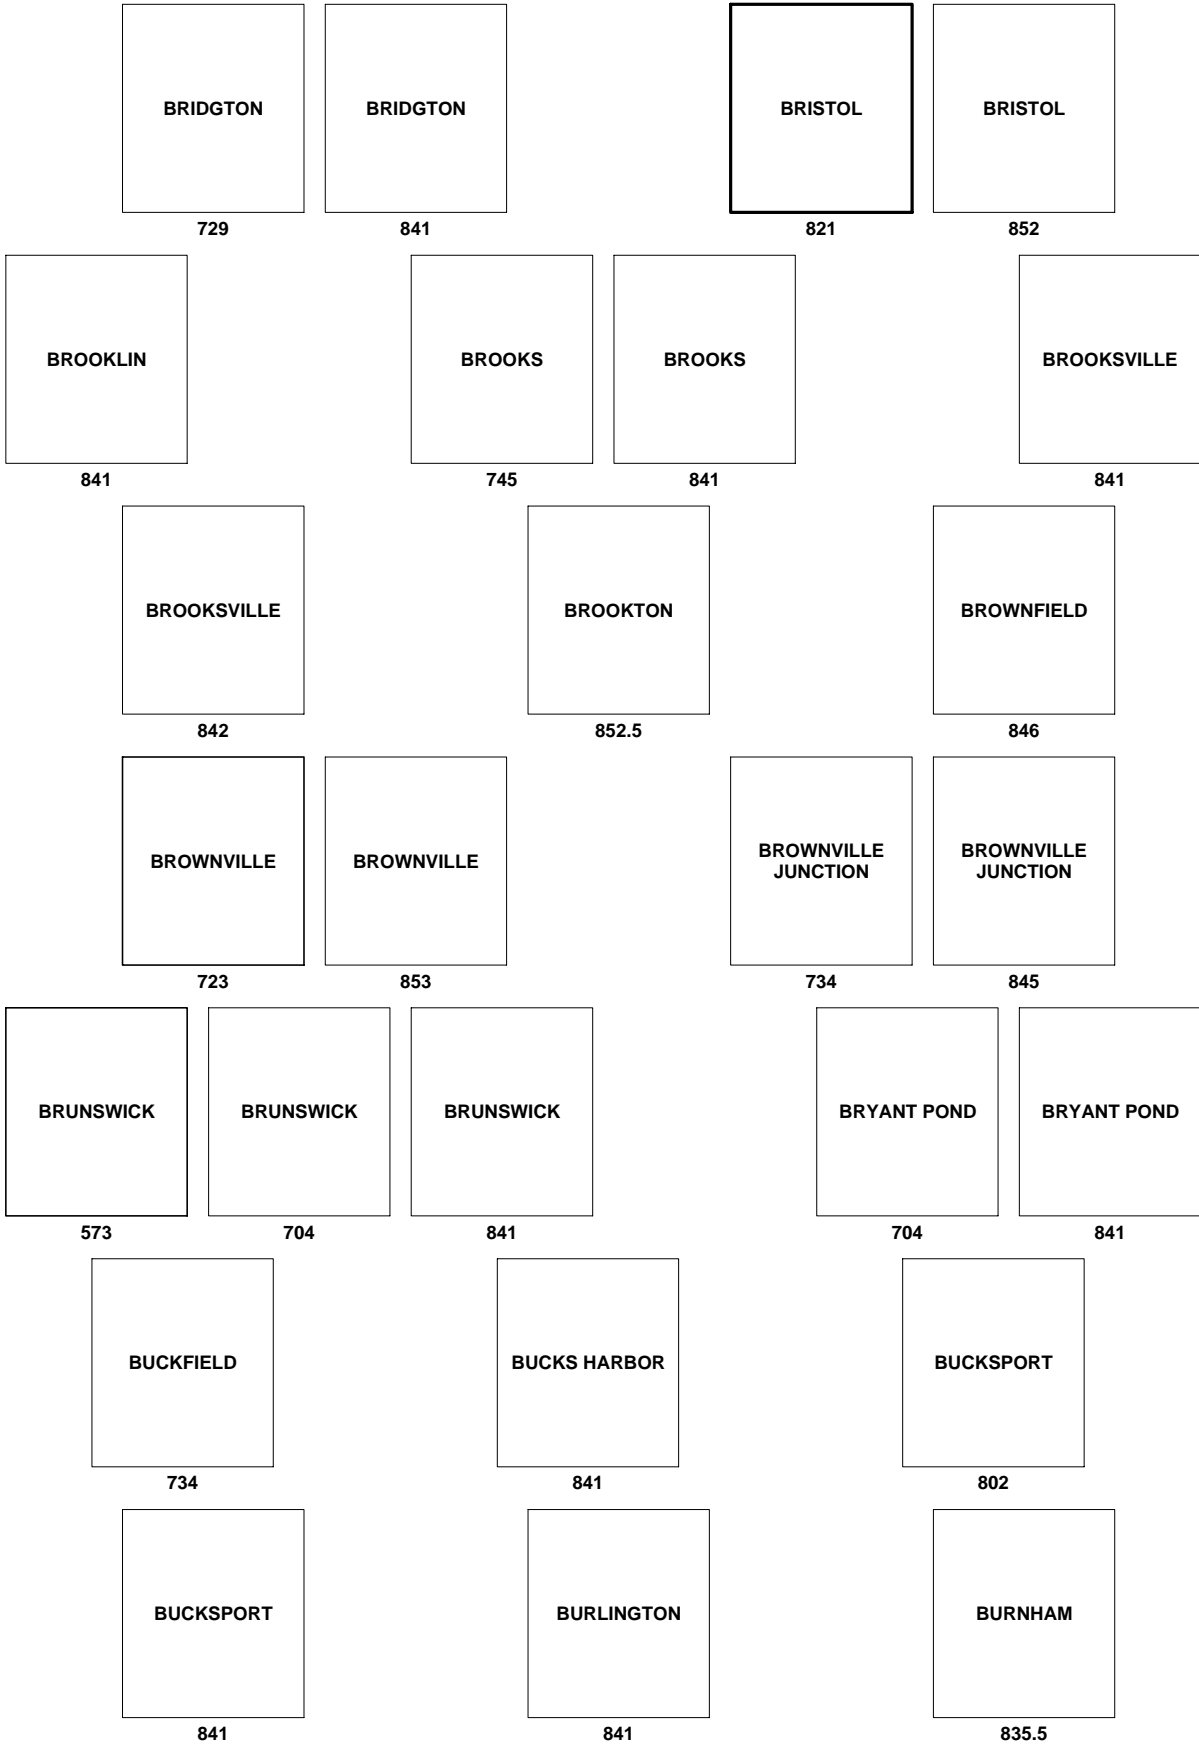 BRIDGTON BRIDGTON BRISTOL BRISTOL
729 841 821 852
BROOKLIN BROOKS BROOKS BROOKSVILLE
841 745 841 841
BROOKSVILLE BROOKTON BROWNFIELD
842 852.5 846
BROWNVILLE BROWNVILLE BROWNVILLE JUNCTION BROWNVILLE JUNCTION
723 853 734 845
BRUNSWICK BRUNSWICK BRUNSWICK BRYANT POND BRYANT POND
573 704 841 704 841
BUCKFIELD BUCKS HARBOR BUCKSPORT
734 841 802
BUCKSPORT BURLINGTON BURNHAM
841 841 835.5